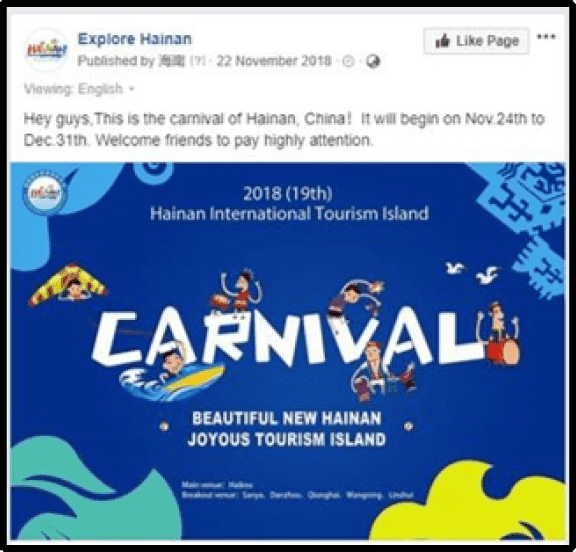 Explore Hainan
Published by 海南 [?] · 22 November 2018 ·
Like Page
Viewing: English
Hey guys,This is the carnival of Hainan, China！ It will begin on Nov.24th to
Dec.31th. Welcome friends to pay highly attention.
2018 (19th)
Hainan International Tourism Island
CARNIVAL
BEAUTIFUL NEW HAINAN
JOYOUS TOURISM ISLAND
Main venue: Haikou
Breakout venue: Sanya, Danzhou, Qionghai, Wangning, Linshui